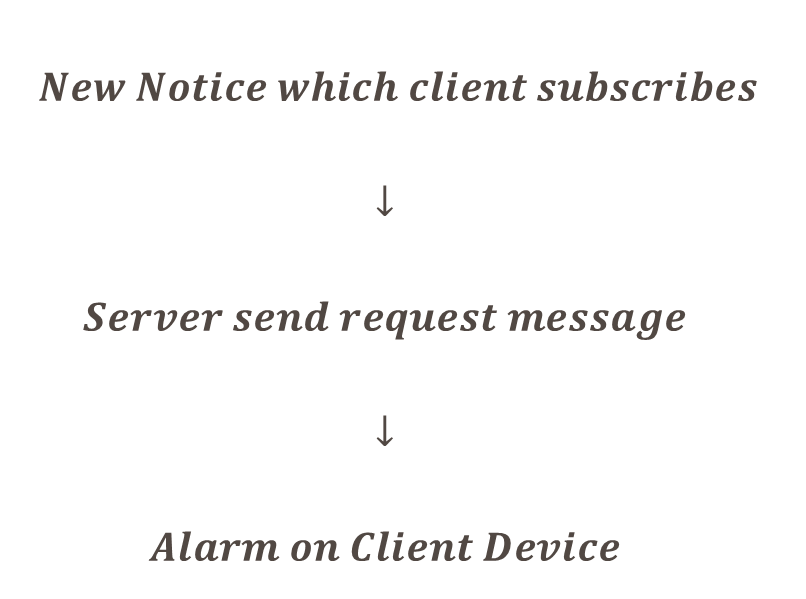 New Notice which client subscribes
↓
Server send request message
↓
Alarm on Client Device